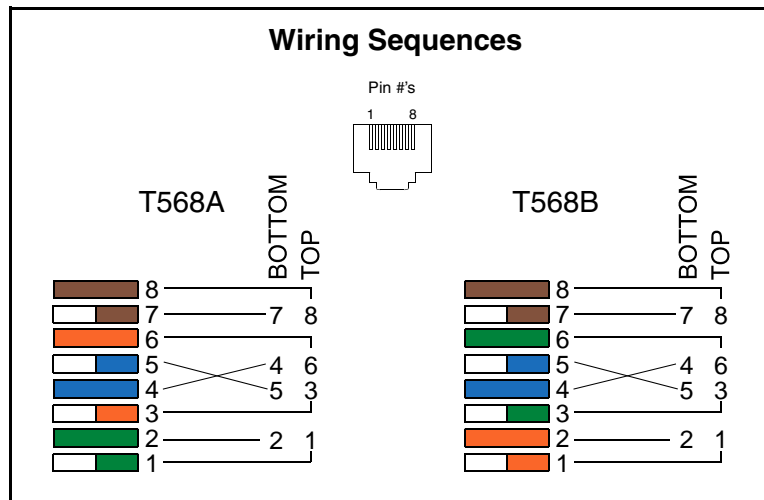 Wiring Sequences
Pin #'s
1 8
T568A
BOTTOM
TOP
8
7 7 8
6
5 4 6
4 5 3
3
2 2 1
1
T568B
BOTTOM
TOP
8
7 7 8
6
5 4 6
4 5 3
3
2 2 1
1